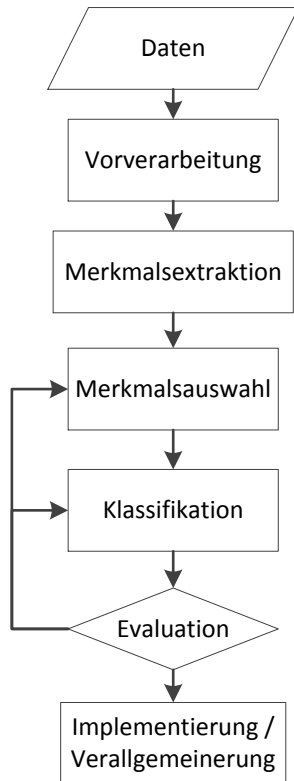 Daten
Vorverarbeitung
Merkmalsextraktion
Merkmalsauswahl
Klassifikation
Evaluation
Implementierung /
Verallgemeinerung